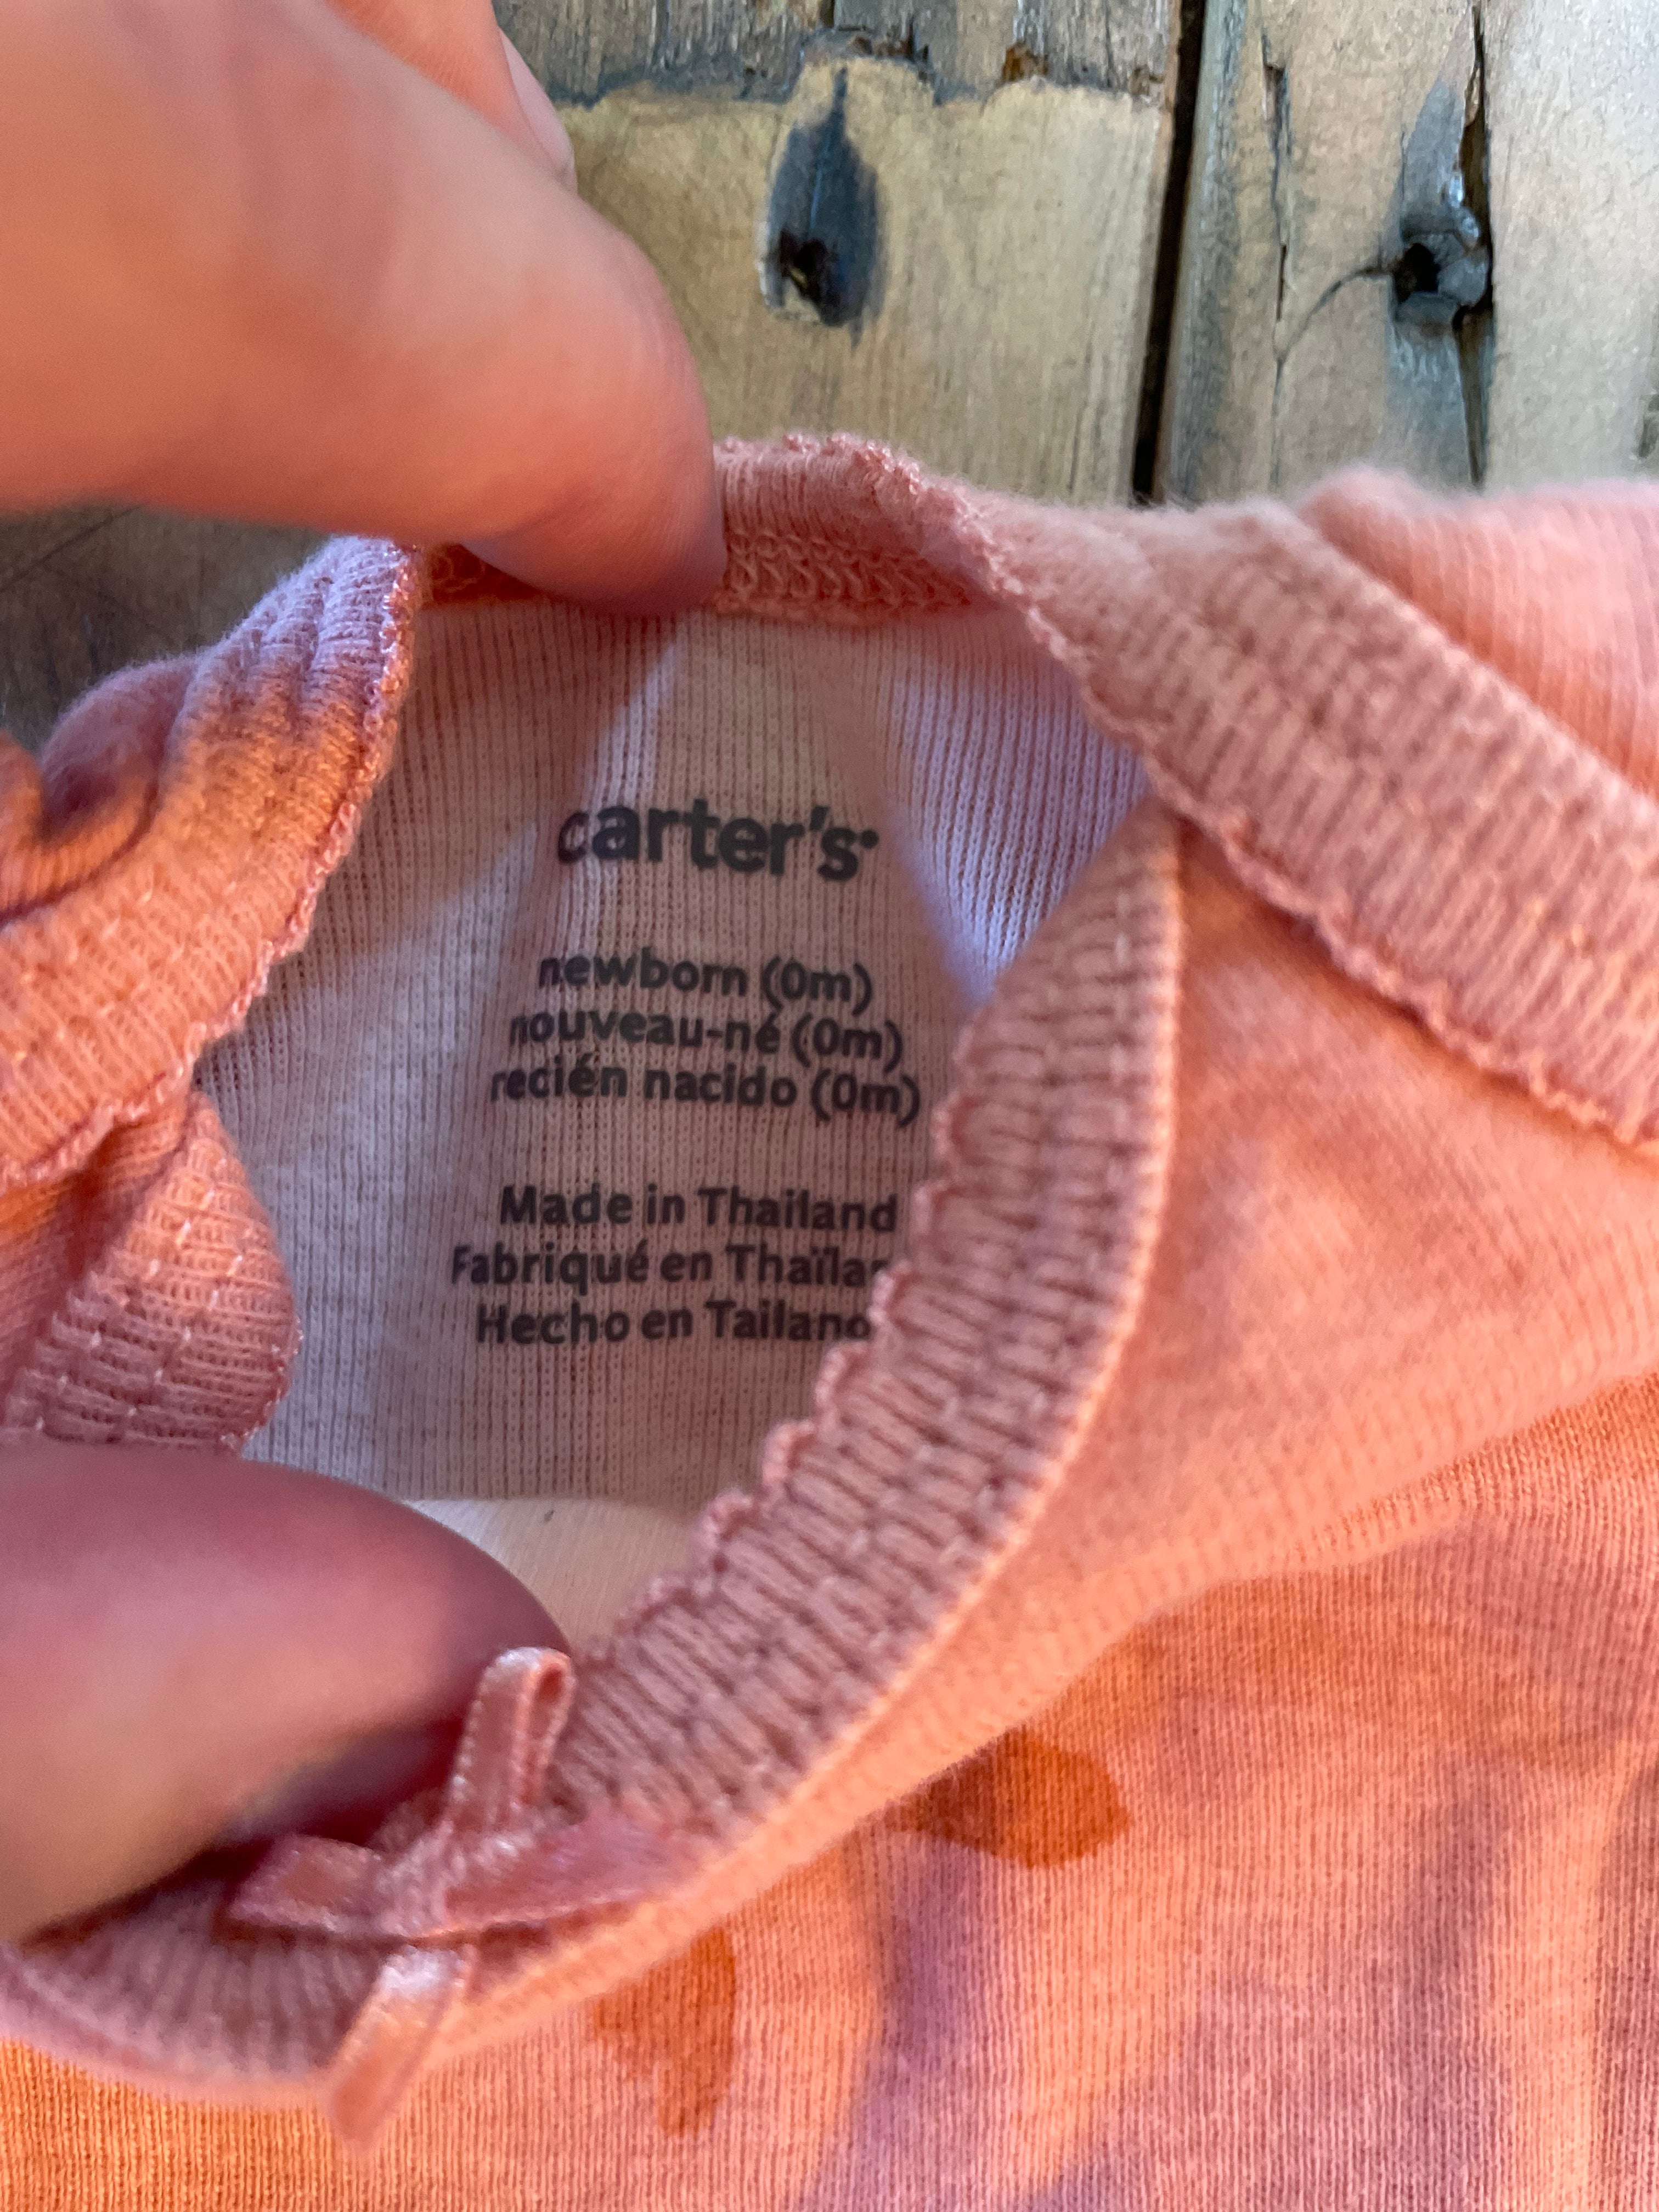 carter's
newborn (0m)
nouveau-né (0m)
recién nacido (0m)
Made in Thailand
Fabriqué en
Hecho en